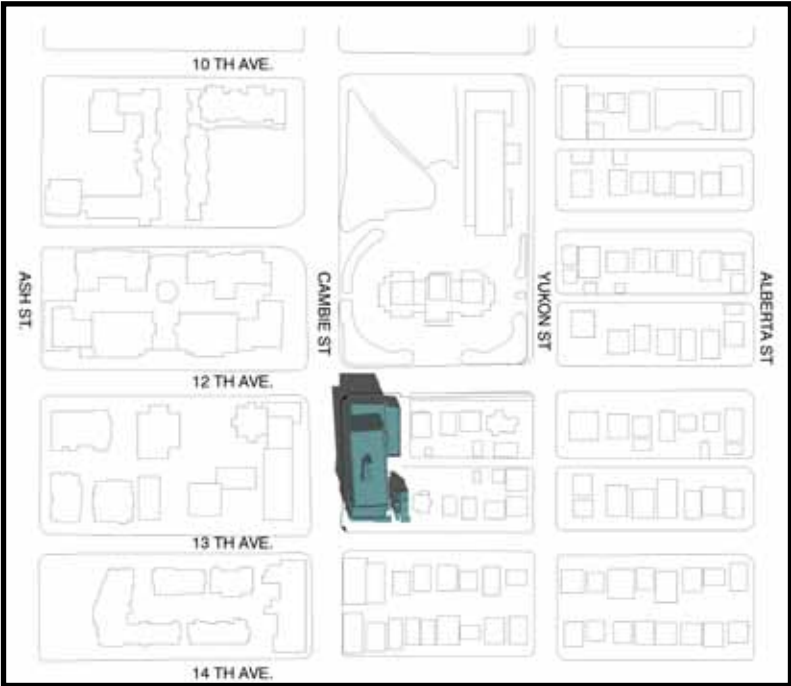 10 TH AVE.
ASH ST.
CAMBIE ST
YUKON ST
ALBERTA ST
12 TH AVE.
13 TH AVE.
14 TH AVE.